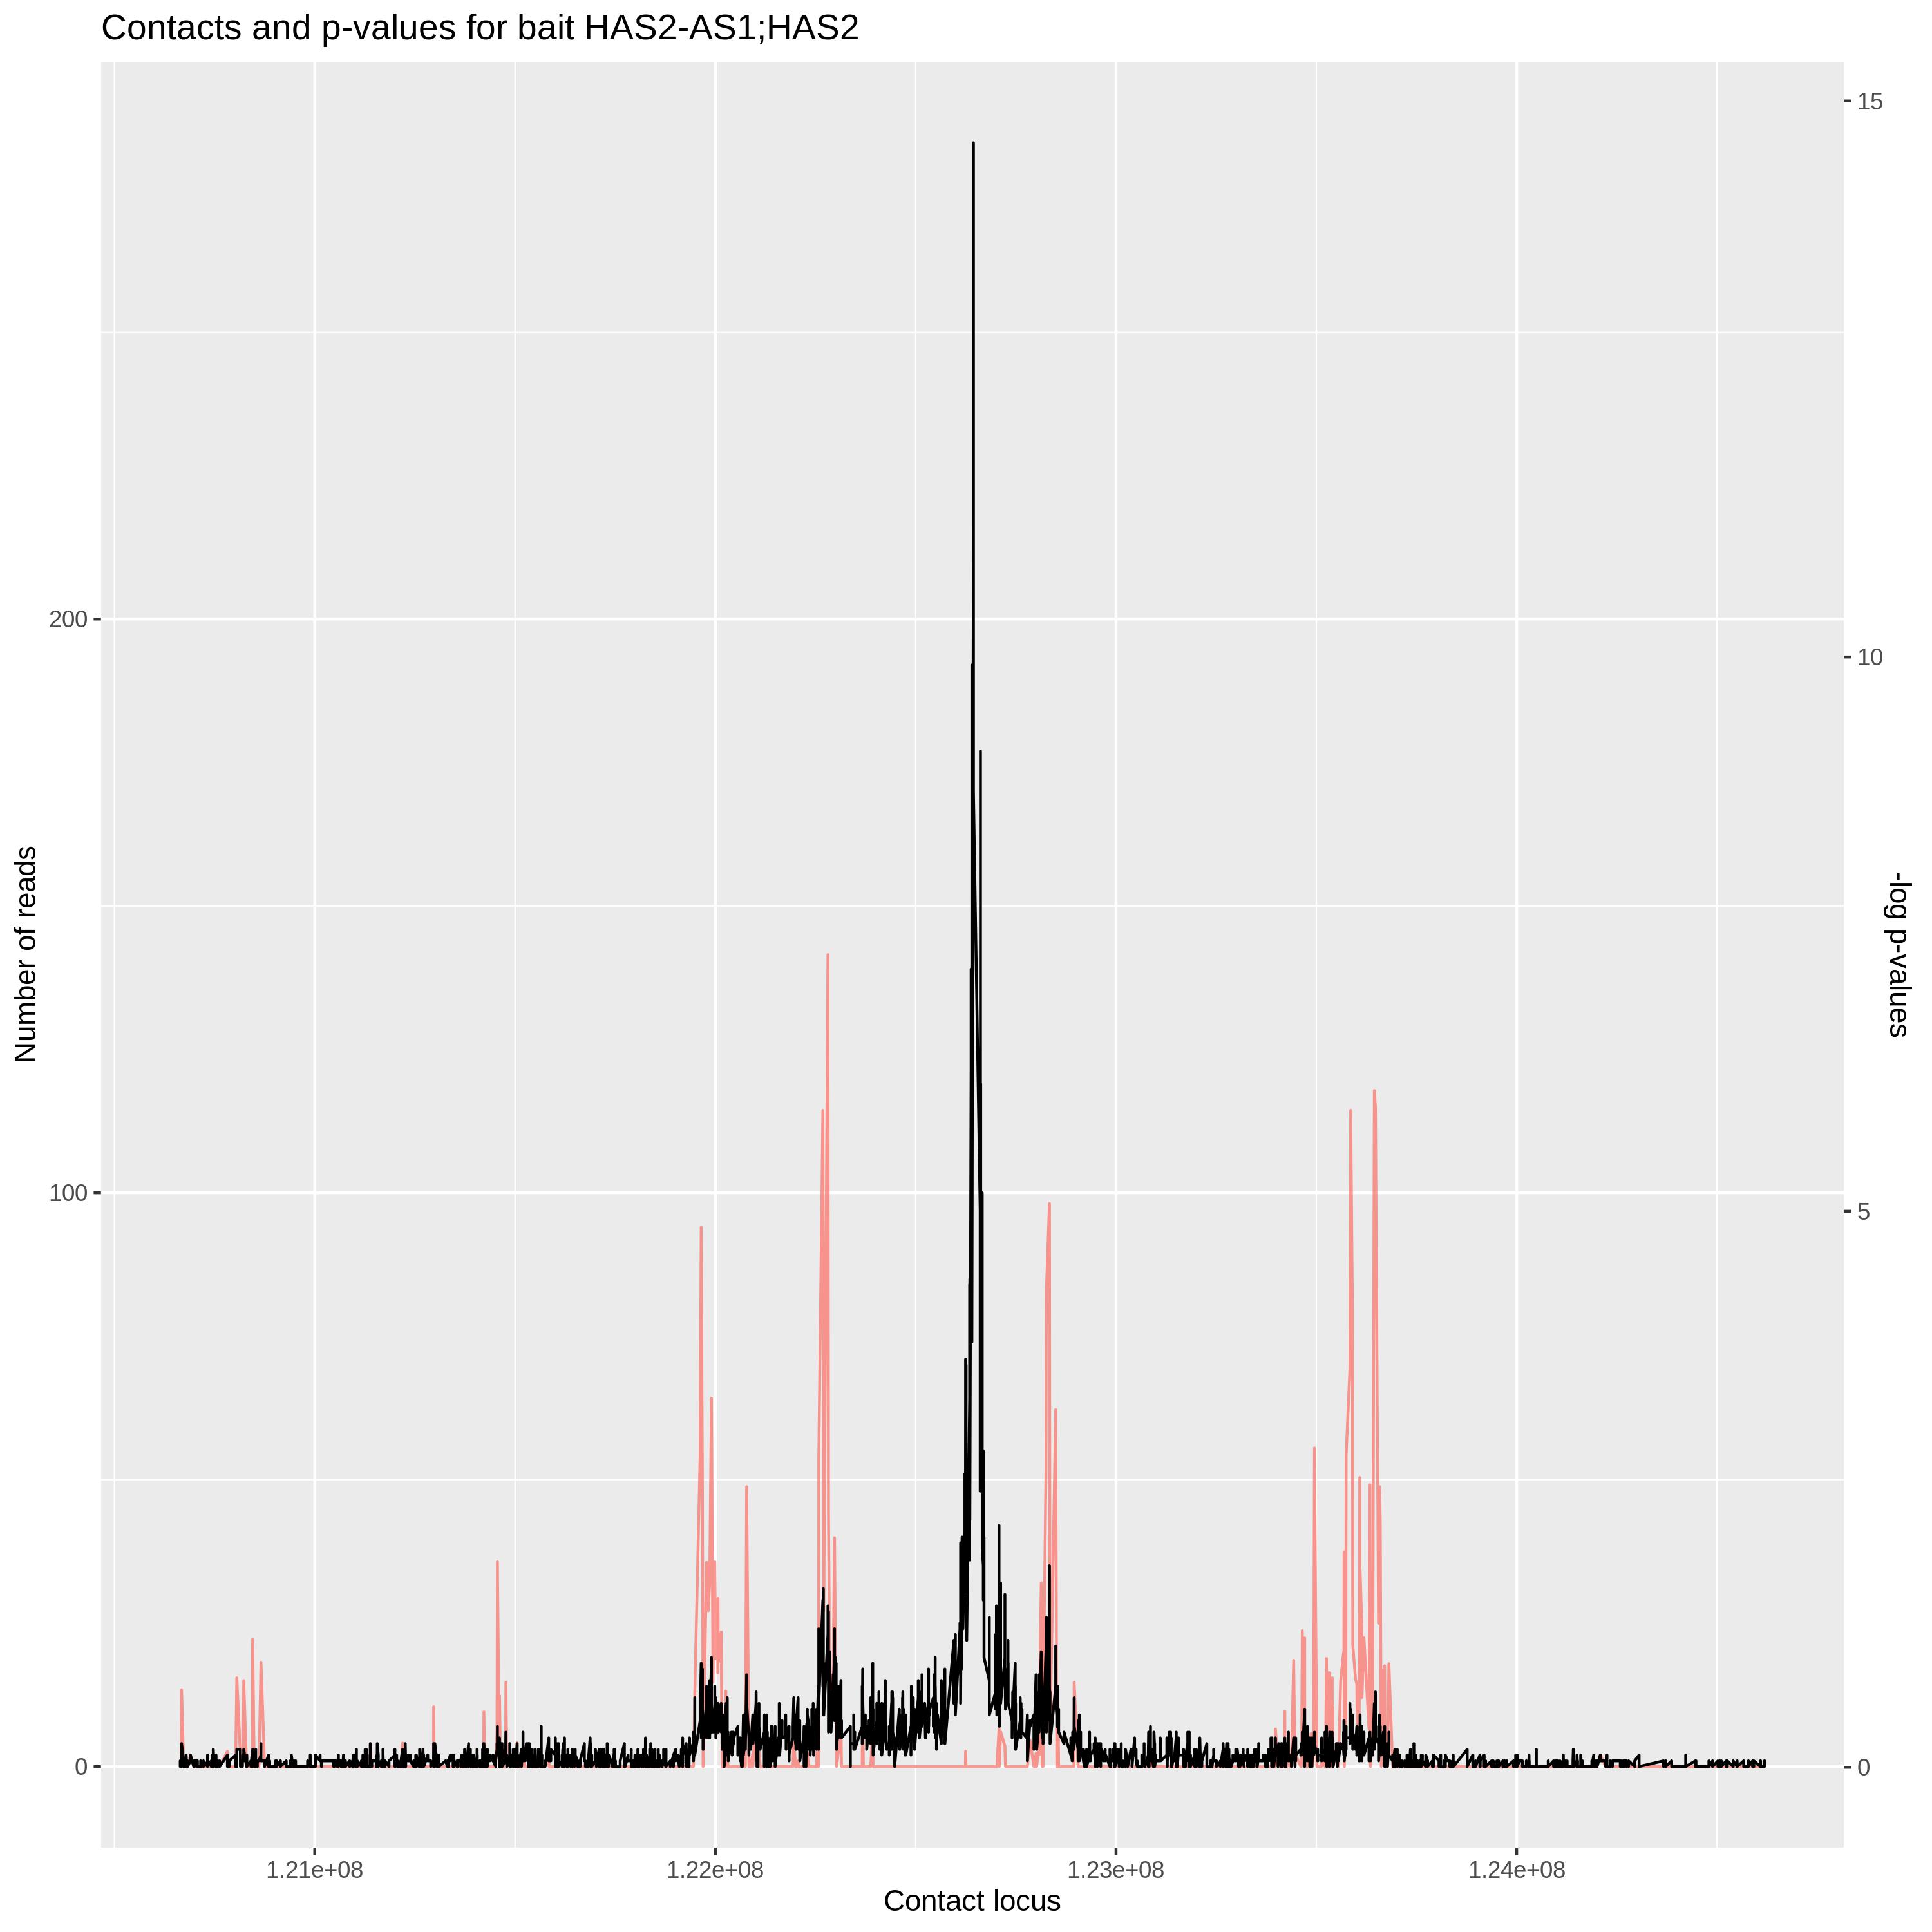 Contacts and p-values for bait HAS2-AS1;HAS2
15
200
10
Number of reads
-log p-values
100
5
0
0
1.21e+08
1.22e+08
1.23e+08
1.24e+08
Contact locus